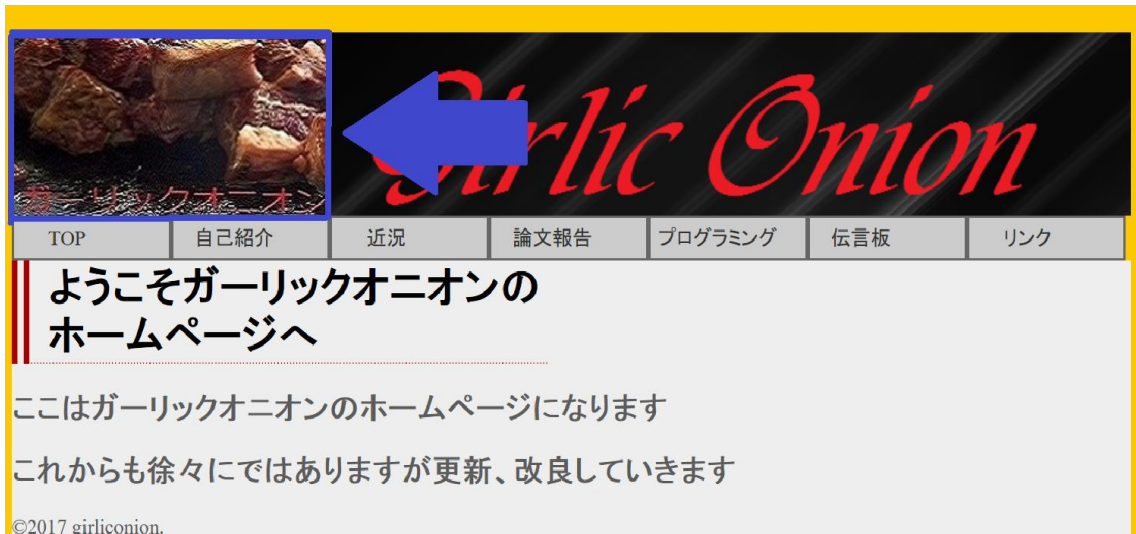 ガーリックオニオン
Girlic Onion
TOP 自己紹介 近況 論文報告 プログラミング 伝言板 リンク
ようこそガーリックオニオンの
ホームページへ
ここはガーリックオニオンのホームページになります
これからも徐々にではありますが更新、改良していきます
©2017 girliconion.